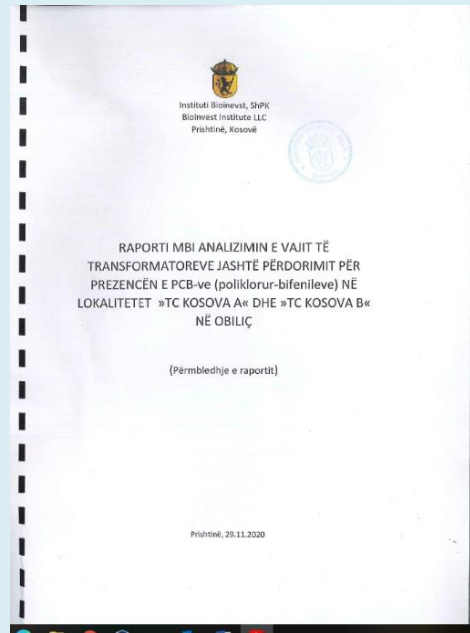 Instituti Bioinevst, ShPK
Bioinvest Institute LLC
Prishtinë, Kosovë
RAPORTI MBI ANALIZIMIN E VAJIT TË
TRANSFORMATOREVE JASHTË PËRDORIMIT PËR
PREZENCËN E PCB-ve (poliklorur-bifenileve) NË
LOKALITETET »TC KOSOVA A« DHE »TC KOSOVA B«
NË OBILIÇ
(Përmbledhje e raportit)
Prishtinë, 29.11.2020